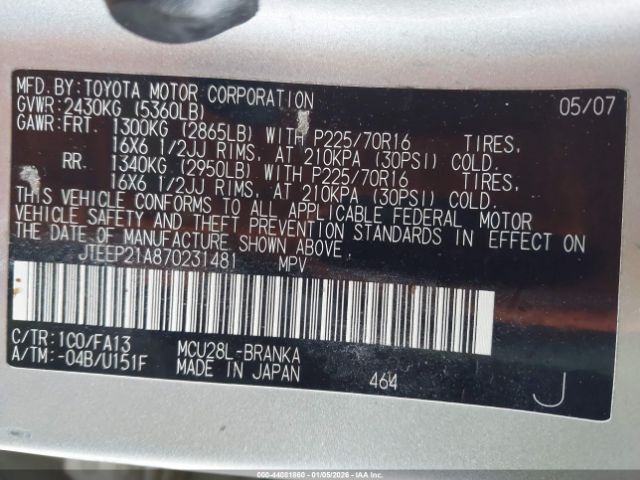 MFD.BY:TOYOTA MOTOR CORPORATION 05/07
GVWR:2430KG (5360LB)
GAWR:FRT. 1300KG (2865LB) WITH P225/70R16 TIRES,
16X6 1/2JJ RIMS, AT 210KPA (30PSI) COLD.
RR. 1340KG (2950LB) WITH P225/70R16 TIRES,
16X6 1/2JJ RIMS, AT 210KPA (30PSI) COLD.
THIS VEHICLE CONFORMS TO ALL APPLICABLE FEDERAL MOTOR
VEHICLE SAFETY AND THEFT PREVENTION STANDARDS IN EFFECT ON
THE DATE OF MANUFACTURE SHOWN ABOVE.
JTEEP21A870231481 MPV
C/TR:1C0/FA13 MCU28L-BRANKA
A/TM:-04B/U151F MADE IN JAPAN 464 J
000-44081860 - 01/05/2026 - IAAI.COM